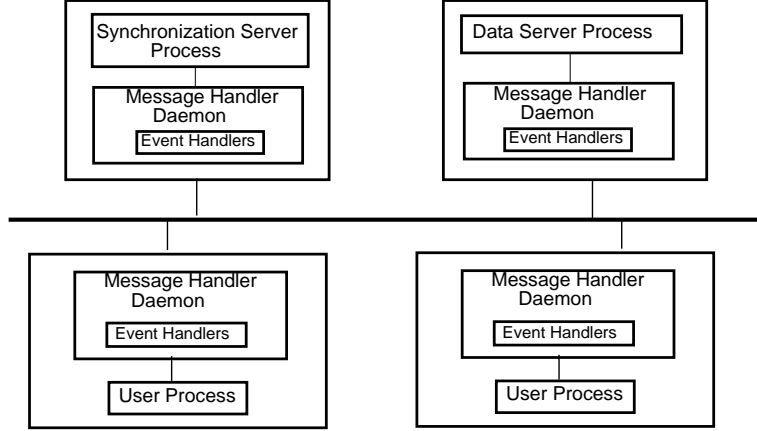 Synchronization Server
Process
Message Handler
Daemon
Event Handlers
Data Server Process
Message Handler
Daemon
Event Handlers
Message Handler
Daemon
Event Handlers
User Process
Message Handler
Daemon
Event Handlers
User Process